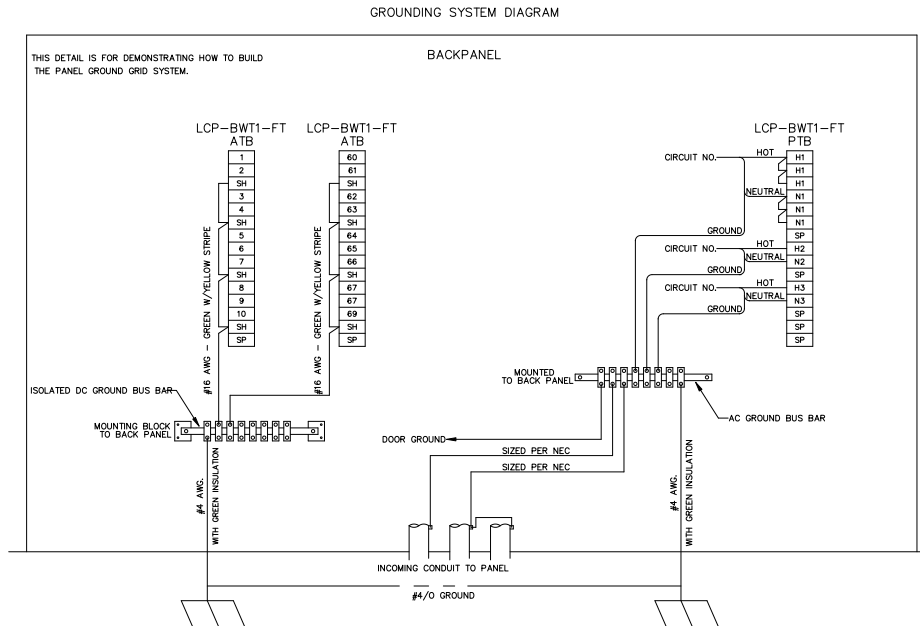 GROUNDING SYSTEM DIAGRAM
THIS DETAIL IS FOR DEMONSTRATING HOW TO BUILD
THE PANEL GROUND GRID SYSTEM.
BACKPANEL
LCP-BWT1-FT
ATB
1
2
SH
3
4
SH
5
6
7
SH
8
9
10
SH
SP
#16 AWG - GREEN W/YELLOW STRIPE
LCP-BWT1-FT
ATB
60
61
SH
62
63
SH
64
65
66
SH
67
67
69
SH
SP
#16 AWG - GREEN W/YELLOW STRIPE
LCP-BWT1-FT
PTB
H1
H1
H1
N1
N1
N1
SP
H2
N2
SP
H3
N3
SP
SP
SP
CIRCUIT NO.
HOT
NEUTRAL
GROUND
CIRCUIT NO.
HOT
NEUTRAL
GROUND
CIRCUIT NO.
HOT
NEUTRAL
GROUND
MOUNTED
TO BACK PANEL
AC GROUND BUS BAR
ISOLATED DC GROUND BUS BAR
MOUNTING BLOCK
TO BACK PANEL
DOOR GROUND
SIZED PER NEC
SIZED PER NEC
#4 AWG.
WITH GREEN INSULATION
#4 AWG.
WITH GREEN INSULATION
INCOMING CONDUIT TO PANEL
#4/0 GROUND